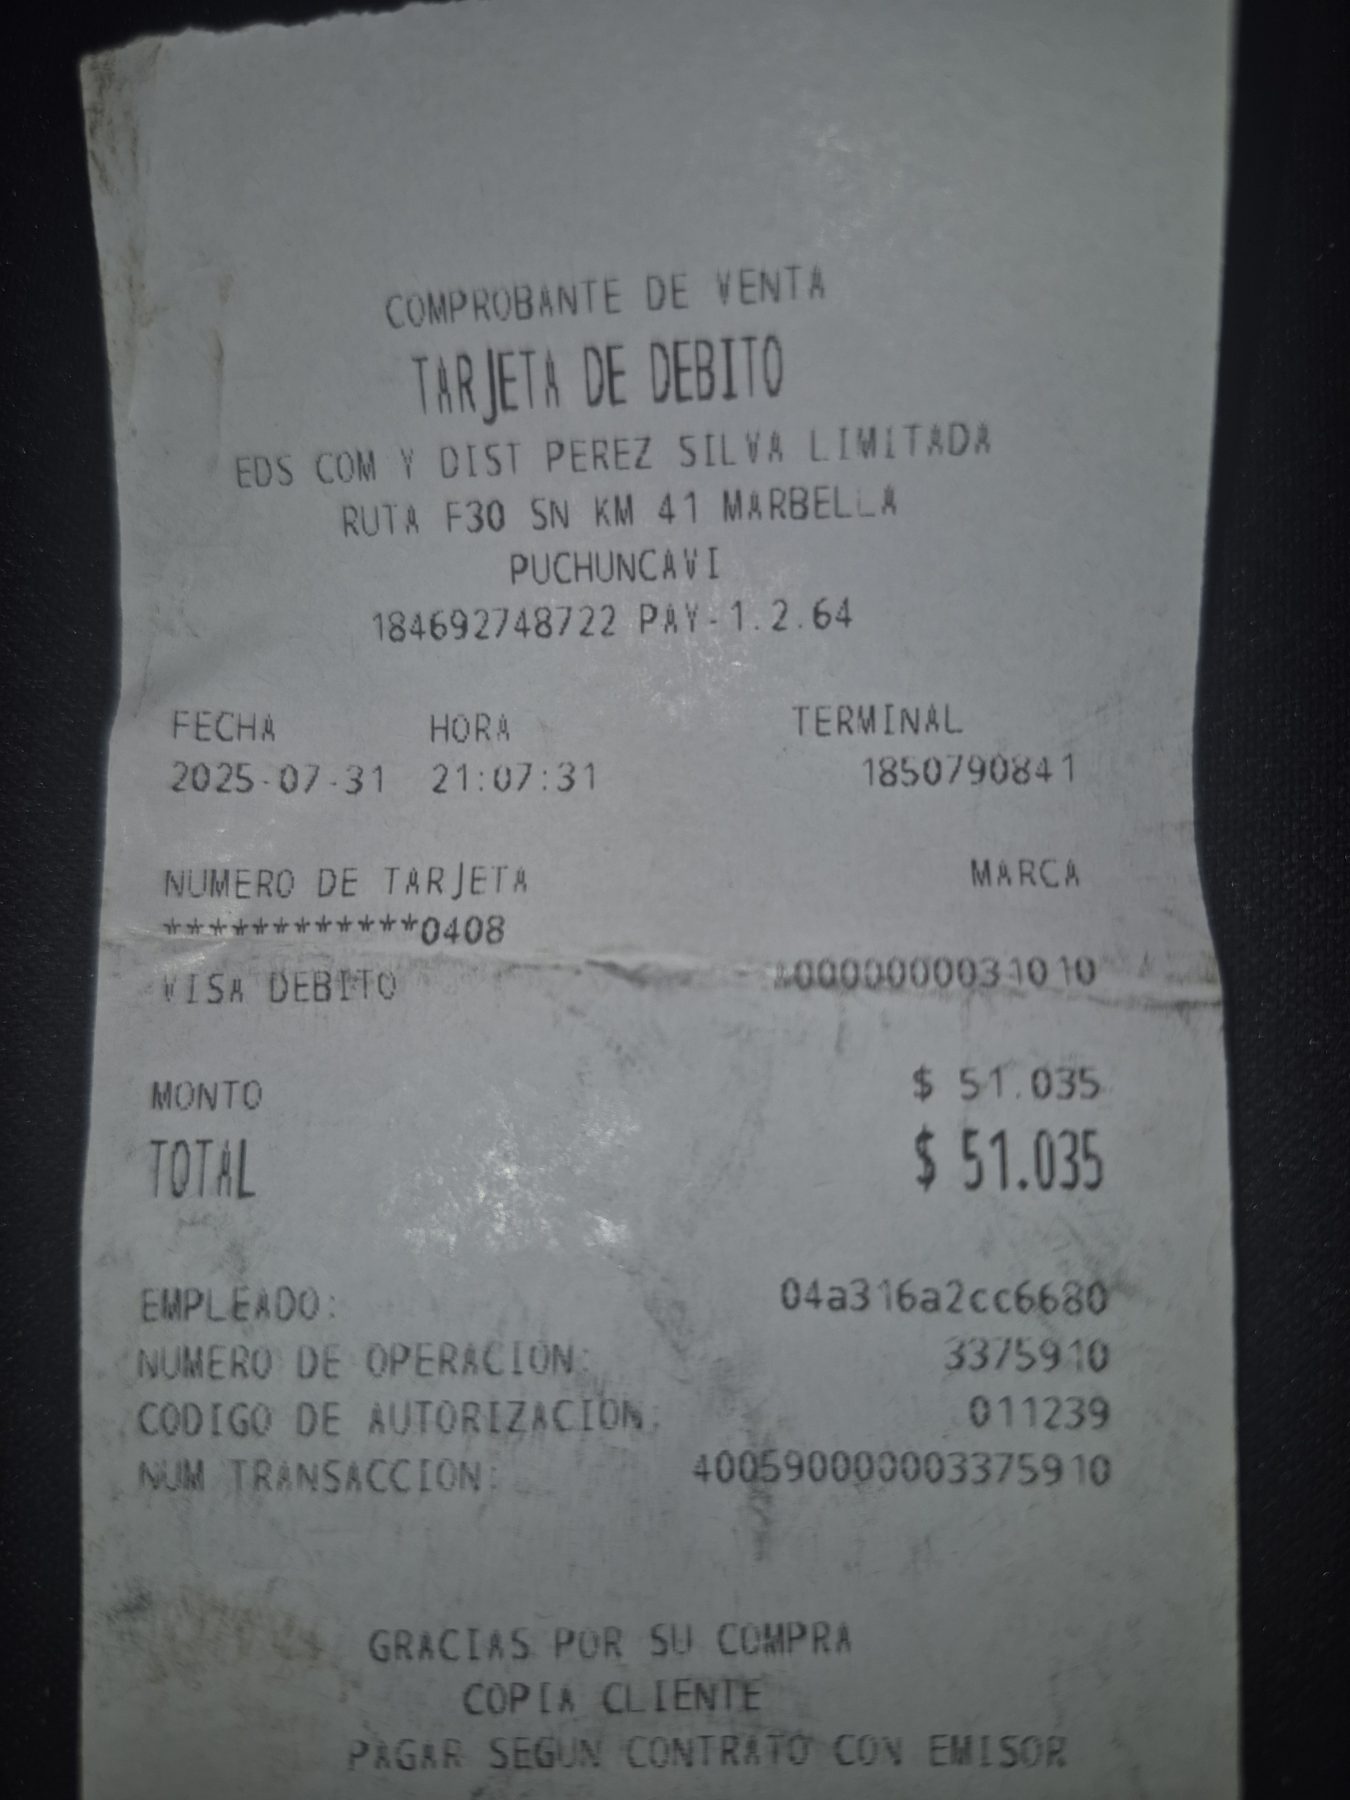 COMPROBANTE DE VENTA
TARJETA DE DEBITO
EDS COM Y DIST PEREZ SILVA LIMITADA
RUTA F30 SN KM 41 MARBELLA
PUCHUNCAVI
184692748722 PAY-1.2.64
FECHA HORA TERMINAL
2025-07-31 21:07:31 1850790841
NUMERO DE TARJETA MARCA
************0408
VISA DEBITO A0000000031010
MONTO $ 51.035
TOTAL $ 51.035
EMPLEADO: 04a316a2cc6680
NUMERO DE OPERACION: 3375910
CODIGO DE AUTORIZACION: 011239
NUM TRANSACCION: 400590000003375910
GRACIAS POR SU COMPRA
COPIA CLIENTE
PAGAR SEGUN CONTRATO CON EMISOR